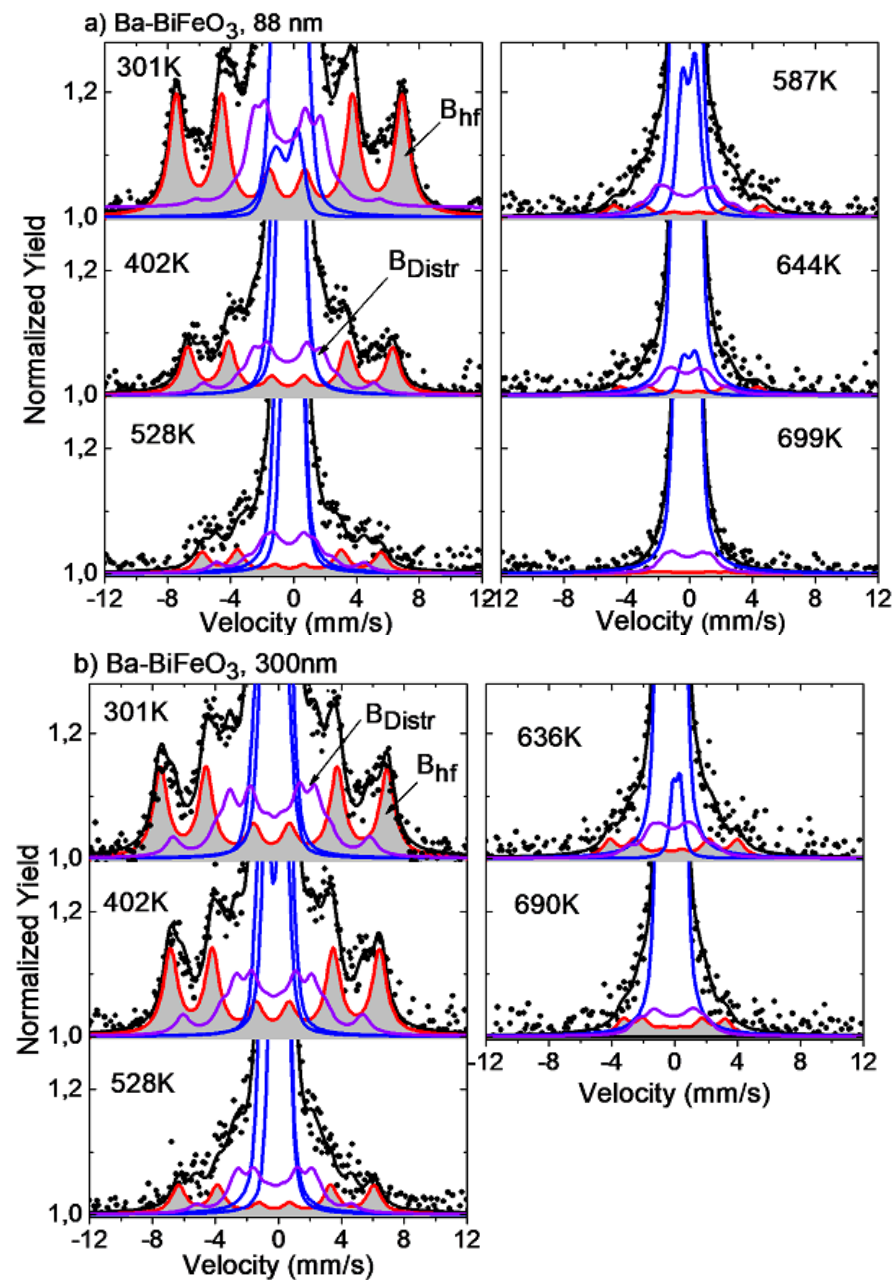 a) Ba-BiFeO3, 88 nm
301K
Bhf
1,2
1,0
402K
BDistr
1,2
1,0
528K
1,2
1,0
Normalized Yield
-12 -8 -4 0 4 8 12
Velocity (mm/s)
587K
644K
699K
-8 -4 0 4 8 12
Velocity (mm/s)
b) Ba-BiFeO3, 300nm
301K
BDistr
Bhf
1,2
1,0
402K
1,2
1,0
528K
1,2
1,0
Normalized Yield
-12 -8 -4 0 4 8 12
Velocity (mm/s)
636K
690K
-12 -8 -4 0 4 8 12
Velocity (mm/s)